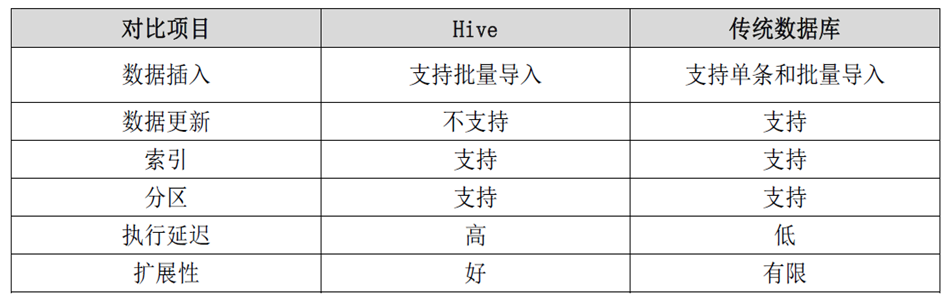 对比项目 Hive 传统数据库
数据插入 支持批量导入 支持单条和批量导入
数据更新 不支持 支持
索引 支持 支持
分区 支持 支持
执行延迟 高 低
扩展性 好 有限